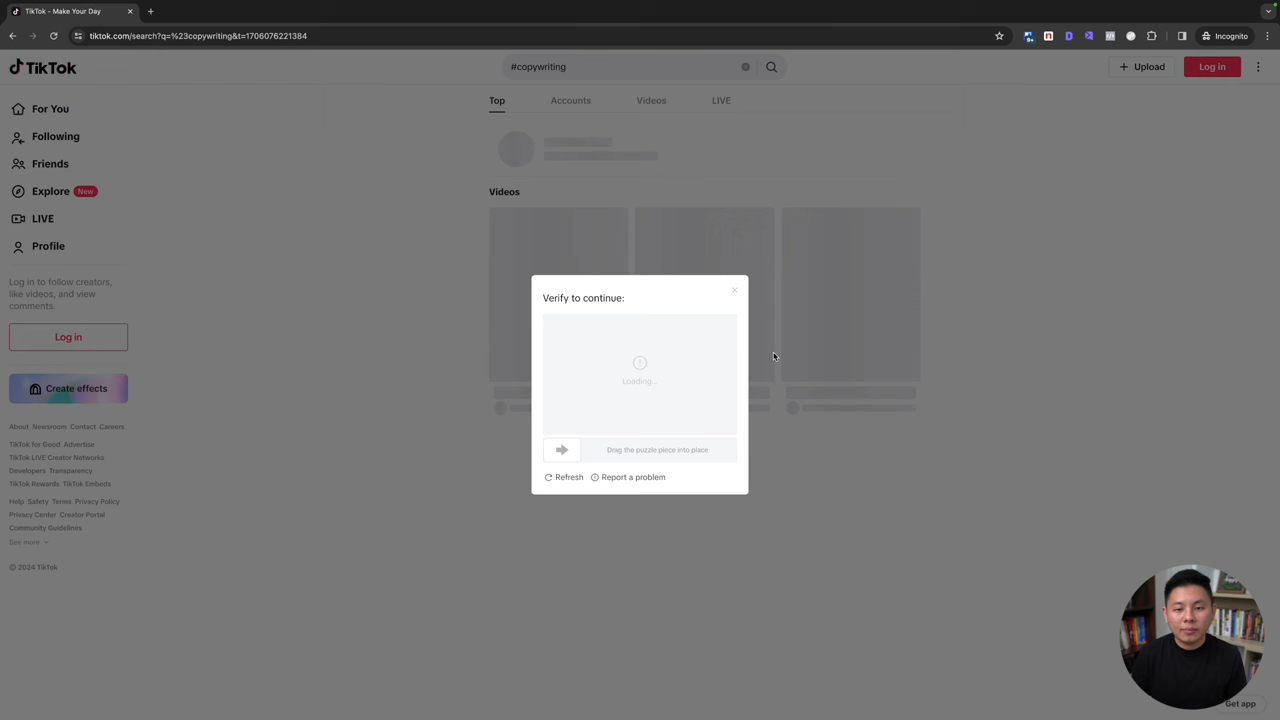 TikTok - Make Your Day
tiktok.com/search?q=%23copywriting&t=1706076221384
9+
Incognito
TikTok
#copywriting
Upload
Log in
For You
Following
Friends
Explore New
LIVE
Profile
Log in to follow creators,
like videos, and view
comments.
Log in
Create effects
About Newsroom Contact Careers
TikTok for Good Advertise
TikTok LIVE Creator Networks
Developers Transparency
TikTok Rewards TikTok Embeds
Help Safety Terms Privacy Policy
Privacy Center Creator Portal
Community Guidelines
See more
© 2024 TikTok
Top Accounts Videos LIVE
Videos
Verify to continue:
Loading...
Drag the puzzle piece into place
Refresh Report a problem
Get app